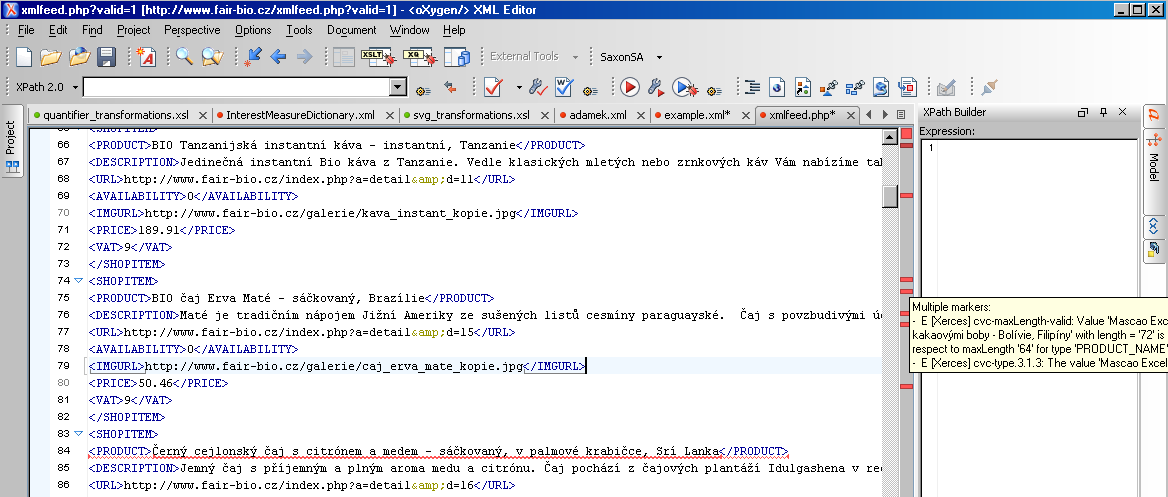 xmlfeed.php?valid=1 [http://www.fair-bio.cz/xmlfeed.php?valid=1] - <oXygen/> XML Editor
File Edit Find Project Perspective Options Tools Document Window Help
XSLT XQ External Tools SaxonSA
XPath 2.0
quantifier_transformations.xsl InterestMeasureDictionary.xml svg_transformations.xsl adamek.xml example.xml* xmlfeed.php*
Project
66 <PRODUCT>BIO Tanzanijská instantní káva - instantní, Tanzanie</PRODUCT>
67 <DESCRIPTION>Jedinečná instantní Bio káva z Tanzanie. Vedle klasických mletých nebo zrnkových káv Vám nabízíme tak
68 <URL>http://www.fair-bio.cz/index.php?a=detail&amp;d=11</URL>
69 <AVAILABILITY>0</AVAILABILITY>
70 <IMGURL>http://www.fair-bio.cz/galerie/kava_instant_kopie.jpg</IMGURL>
71 <PRICE>189.91</PRICE>
72 <VAT>9</VAT>
73 </SHOPITEM>
74 <SHOPITEM>
75 <PRODUCT>BIO čaj Erva Maté - sáčkovaný, Brazílie</PRODUCT>
76 <DESCRIPTION>Maté je tradičním nápojem Jižní Ameriky ze sušených listů cesmíny paraguayské.  Čaj s povzbudivými úč
77 <URL>http://www.fair-bio.cz/index.php?a=detail&amp;d=15</URL>
78 <AVAILABILITY>0</AVAILABILITY>
79 <IMGURL>http://www.fair-bio.cz/galerie/caj_erva_mate_kopie.jpg</IMGURL>
80 <PRICE>50.46</PRICE>
81 <VAT>9</VAT>
82 </SHOPITEM>
83 <SHOPITEM>
84 <PRODUCT>Černý cejlonský čaj s citrónem a medem - sáčkovaný, v palmové krabičce, Srí Lanka</PRODUCT>
85 <DESCRIPTION>Jemný čaj s příjemným a plným aroma medu a citrónu. Čaj pochází z čajových plantáží Idulgashena v reg
86 <URL>http://www.fair-bio.cz/index.php?a=detail&amp;d=16</URL>
XPath Builder
Expression:
1
Model
Multiple markers:
- E [Xerces] cvc-maxLength-valid: Value 'Mascao Exce
kakaovými boby - Bolívie, Filipíny' with length = '72' is
respect to maxLength '64' for type 'PRODUCT_NAME'
- E [Xerces] cvc-type.3.1.3: The value 'Mascao Excel